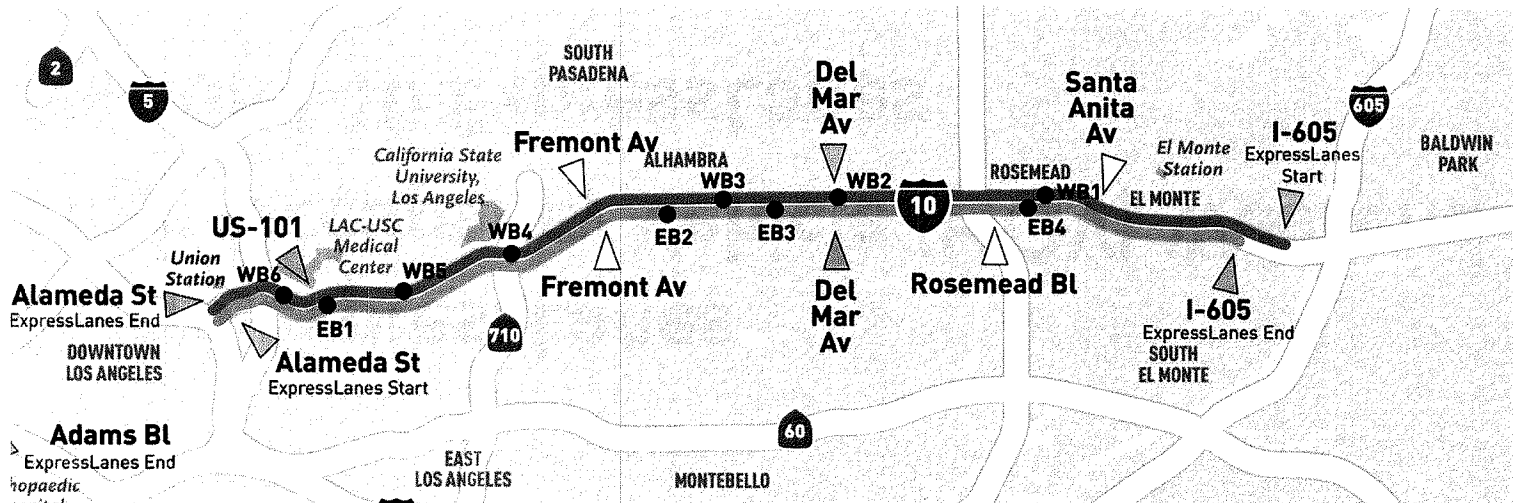 2
5
SOUTH
PASADENA
Del
Mar
Av
Santa
Anita
Av
605
I-605
ExpressLanes
Start
BALDWIN
PARK
Fremont Av
ALHAMBRA
California State
University,
Los Angeles
El Monte
Station
ROSEMEAD
WB3
WB2
WB1
10
EL MONTE
EB2
EB3
EB4
US-101
LAC-USC
Medical
Center
WB4
Union
Station
WB6
WB5
Fremont Av
Del
Mar
Av
Rosemead Bl
I-605
ExpressLanes End
Alameda St
ExpressLanes End
EB1
710
DOWNTOWN
LOS ANGELES
Alameda St
ExpressLanes Start
SOUTH
EL MONTE
60
Adams Bl
ExpressLanes End
hopaedic
EAST
LOS ANGELES
MONTEBELLO